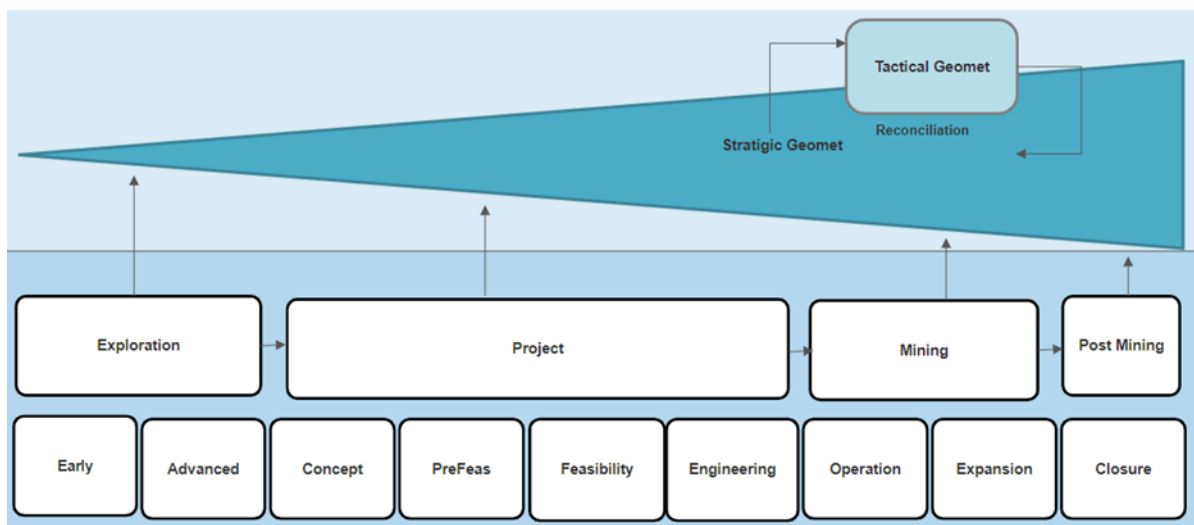 Tactical Geomet
Stratigic Geomet
Reconciliation
Exploration
Project
Mining
Post Mining
Early
Advanced
Concept
PreFeas
Feasibility
Engineering
Operation
Expansion
Closure